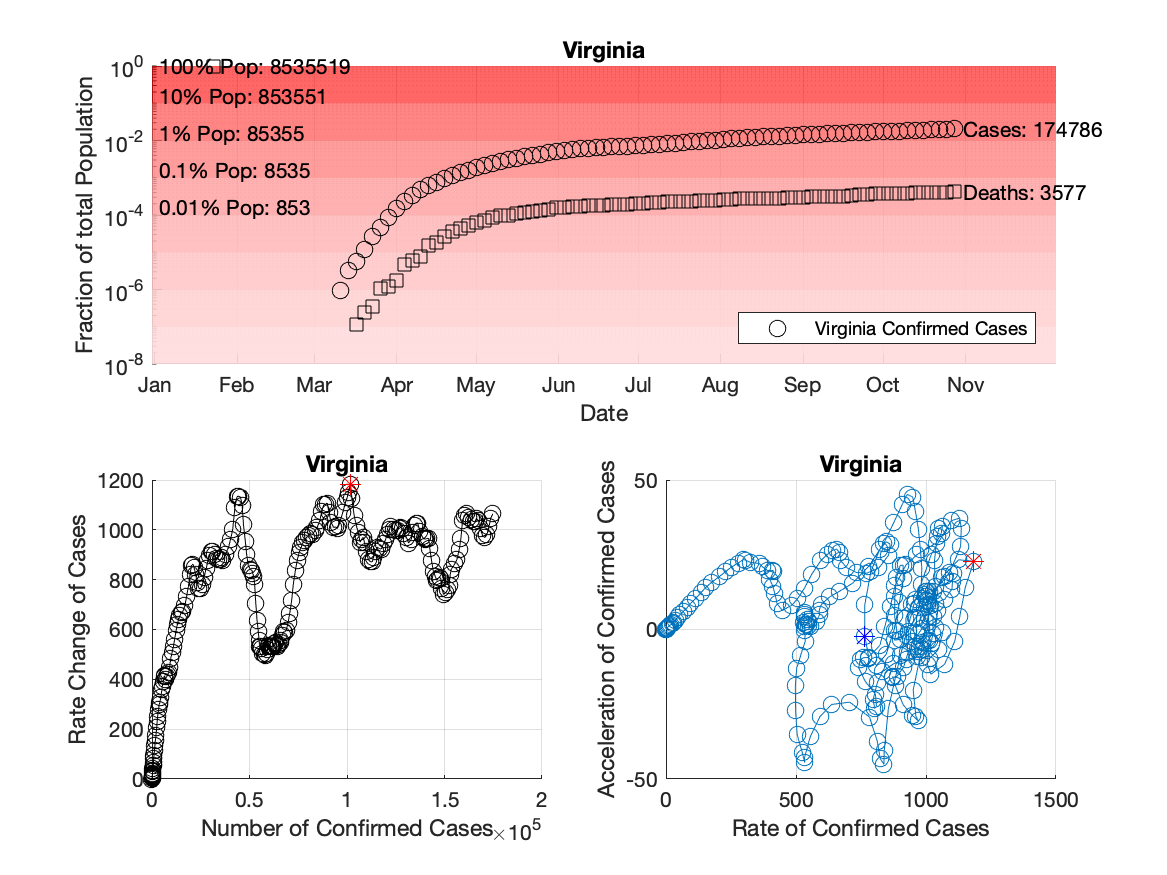 Virginia
10^0
10^-2
10^-4
10^-6
10^-8
Fraction of total Population
100% Pop: 8535519
10% Pop: 853551
1% Pop: 85355
0.1% Pop: 8535
0.01% Pop: 853
Cases: 174786
Deaths: 3577
Virginia Confirmed Cases
Jan Feb Mar Apr May Jun Jul Aug Sep Oct Nov
Date
Virginia
1200
1000
800
600
400
200
0
Rate Change of Cases
0 0.5 1 1.5 2
Number of Confirmed Cases
×10^5
Virginia
50
0
-50
Acceleration of Confirmed Cases
0 500 1000 1500
Rate of Confirmed Cases